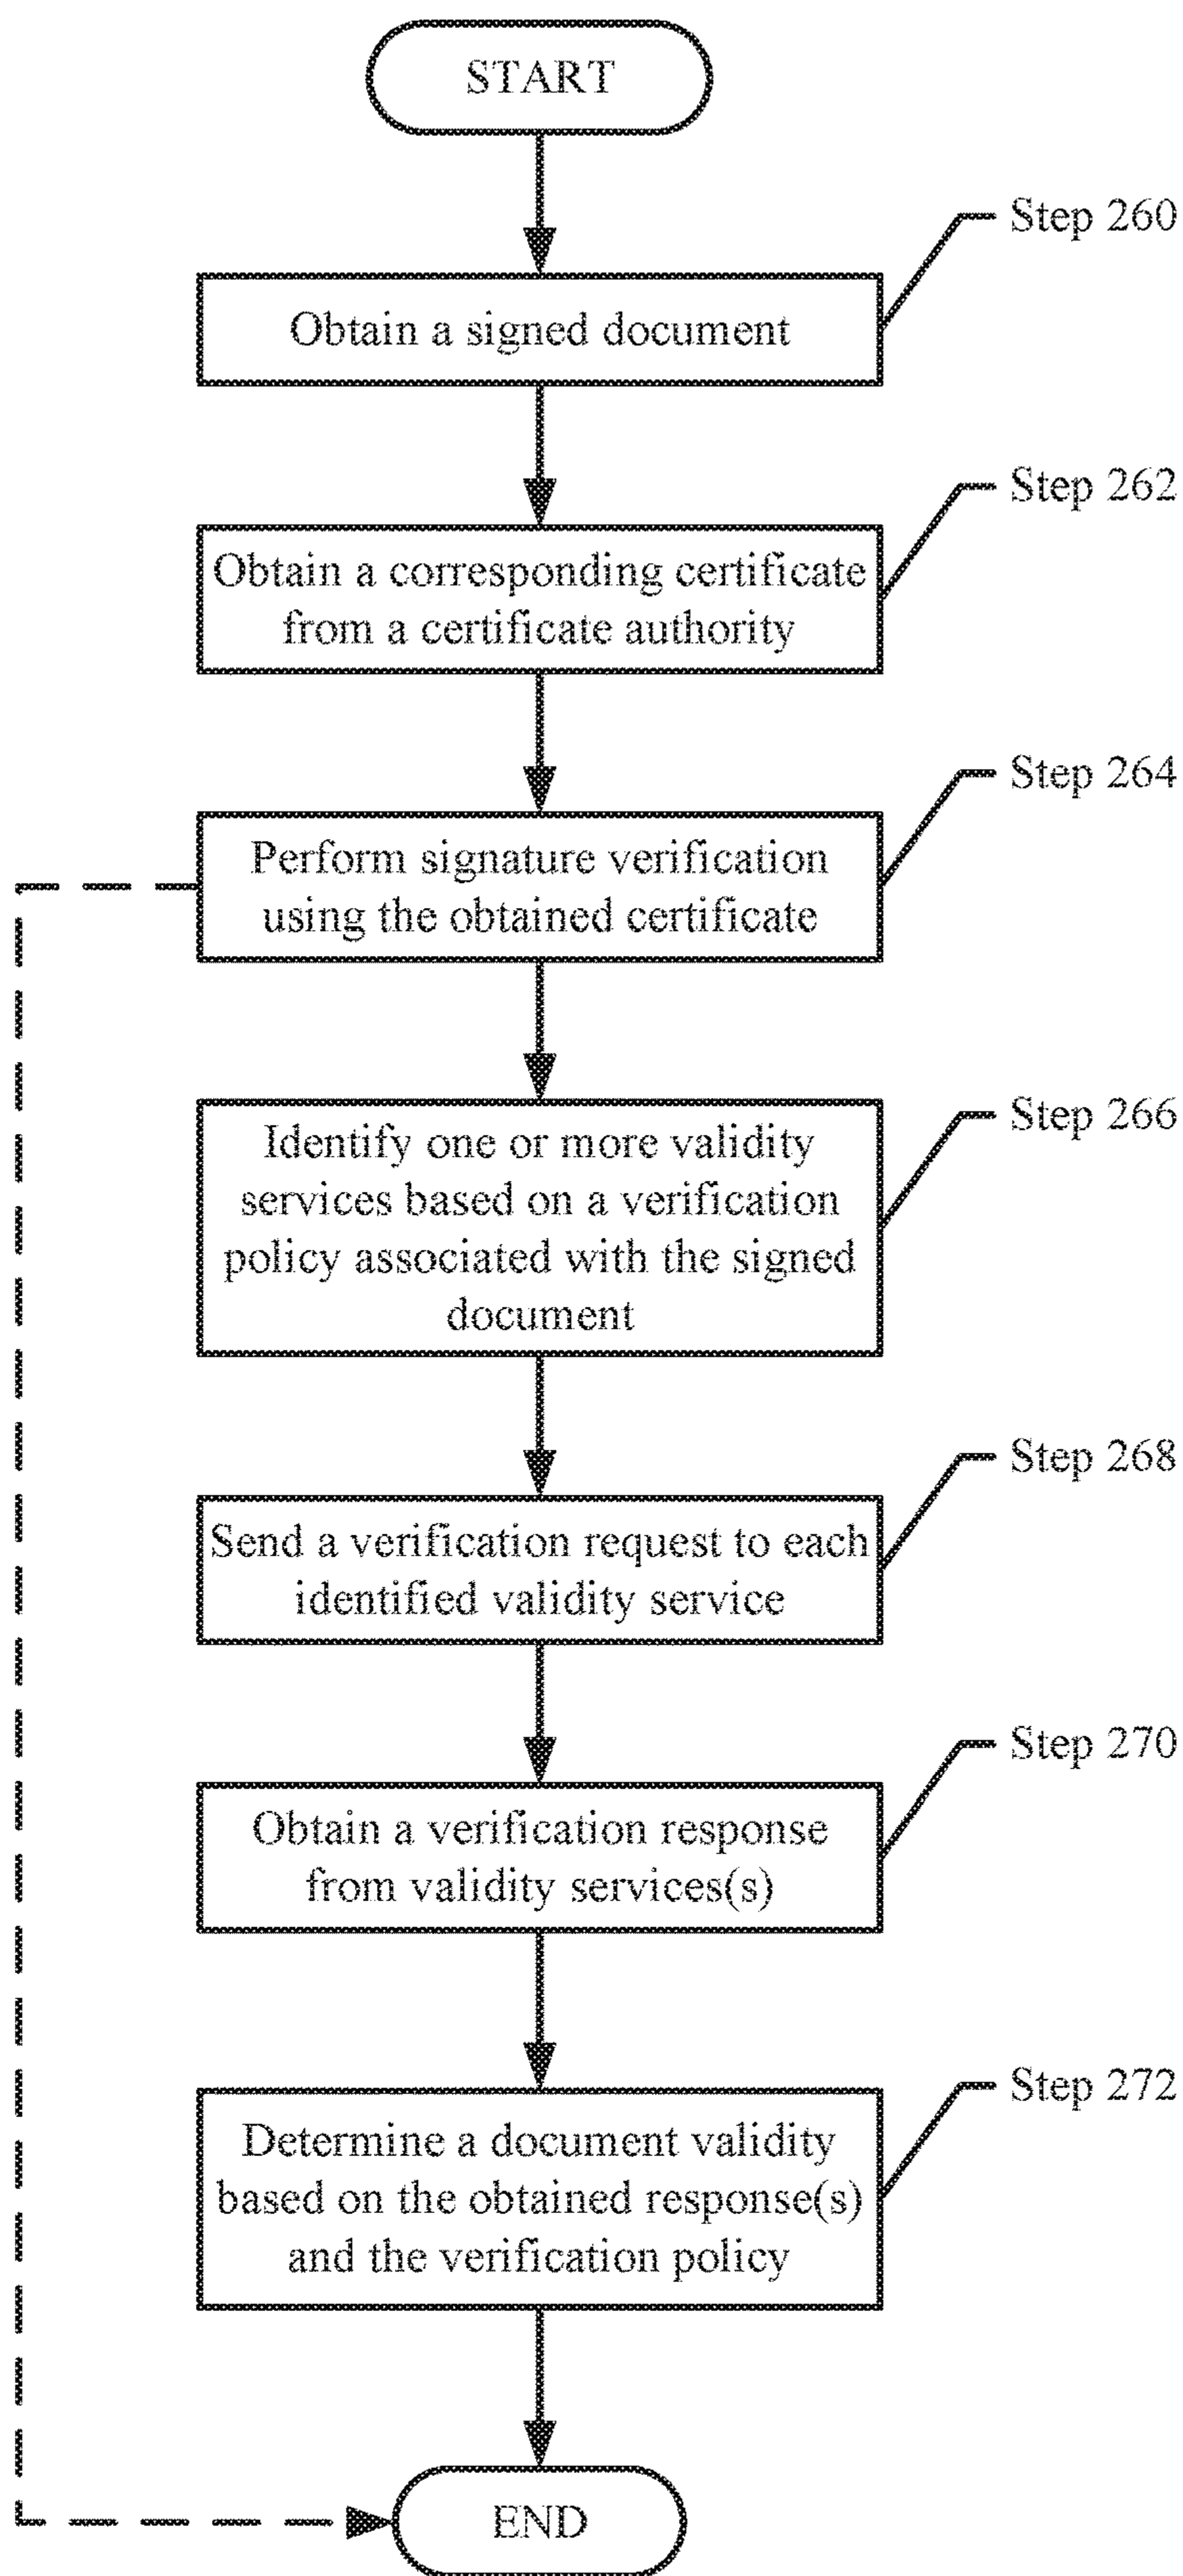 START
Step 260
Obtain a signed document
Step 262
Obtain a corresponding certificate
from a certificate authority
Step 264
Perform signature verification
using the obtained certificate
Step 266
Identify one or more validity
services based on a verification
policy associated with the signed
document
Step 268
Send a verification request to each
identified validity service
Step 270
Obtain a verification response
from validity services(s)
Step 272
Determine a document validity
based on the obtained response(s)
and the verification policy
END